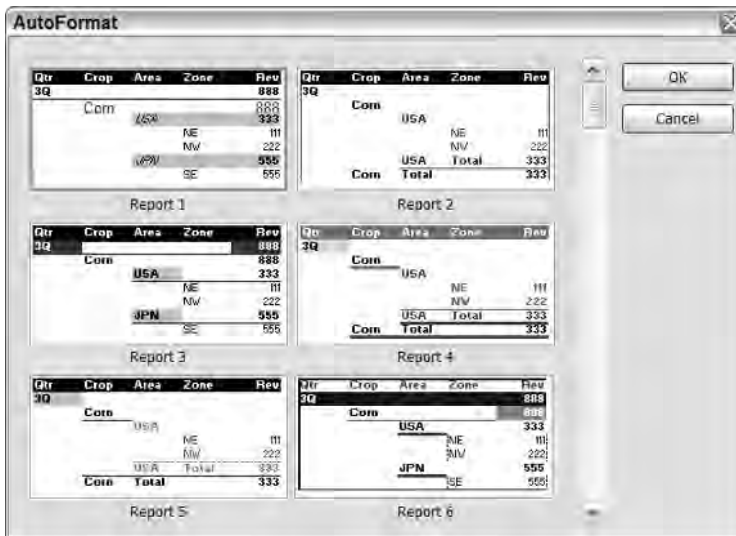 AutoFormat
OK
Cancel
Qtr Crop Area Zone Rev
3Q 888
Corn 888
USA 333
NE 111
NW 222
JPN 555
SE 555
Report 1
Qtr Crop Area Zone Rev
3Q
Corn
USA
NE 111
NW 222
USA Total 333
Corn Total 333
Report 2
Qtr Crop Area Zone Rev
3Q 888
Corn 888
USA 333
NE 111
NW 222
JPN 555
SE 555
Report 3
Qtr Crop Area Zone Rev
3Q
Corn
USA
NE 111
NW 222
USA Total 333
Corn Total 333
Report 4
Qtr Crop Area Zone Rev
3Q
Corn
USA
NE 111
NW 222
USA Total 333
Corn Total 333
Report 5
Qtr Crop Area Zone Rev
3Q 888
Corn 888
USA 333
NE 111
NW 222
JPN 555
SE 555
Report 6